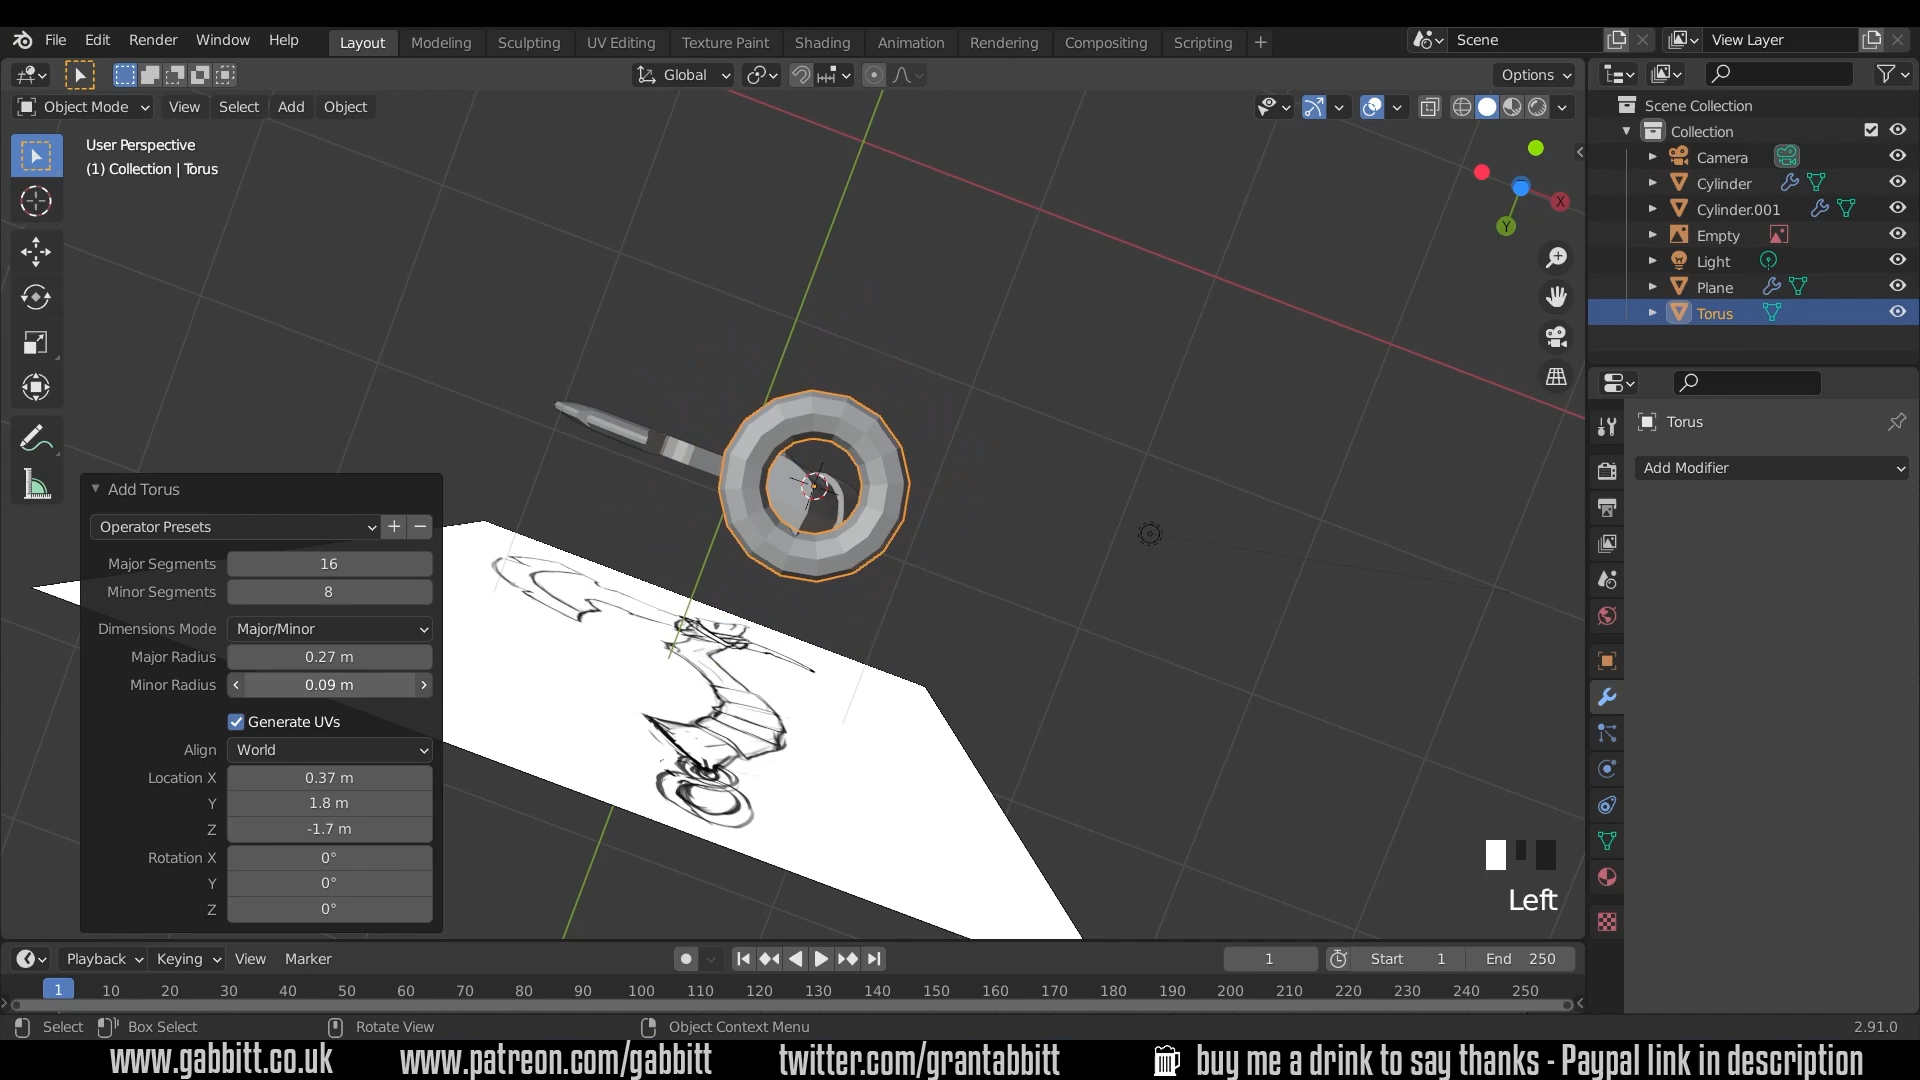 File Edit Render Window Help Layout Modeling Sculpting UV Editing Texture Paint Shading Animation Rendering Compositing Scripting Scene View Layer
Global Options
Object Mode View Select Add Object
User Perspective
(1) Collection | Torus
X
Y
Scene Collection
Collection
Camera
Cylinder
Cylinder.001
Empty
Light
Plane
Torus
Torus
Add Modifier
Add Torus
Operator Presets
Major Segments 16
Minor Segments 8
Dimensions Mode Major/Minor
Major Radius 0.27 m
Minor Radius 0.09 m
Generate UVs
Align World
Location X 0.37 m
Y 1.8 m
Z -1.7 m
Rotation X 0°
Y 0°
Z 0°
Left
Playback Keying View Marker 1 Start 1 End 250
1 10 20 30 40 50 60 70 80 90 100 110 120 130 140 150 160 170 180 190 200 210 220 230 240 250
Select Box Select Rotate View Object Context Menu 2.91.0
www.gabbitt.co.uk www.patreon.com/gabbitt twitter.com/grantabbitt buy me a drink to say thanks - Paypal link in description